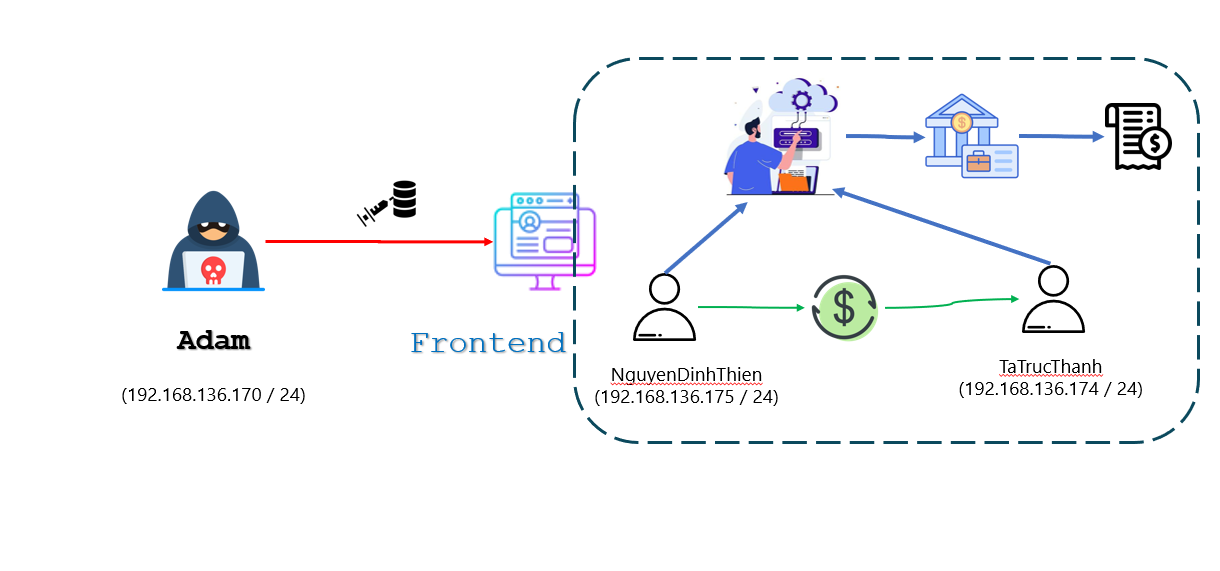 Adam
(192.168.136.170 / 24)
Frontend
NguyenDinhThien
(192.168.136.175 / 24)
TaTrucThanh
(192.168.136.174 / 24)
$
$
$